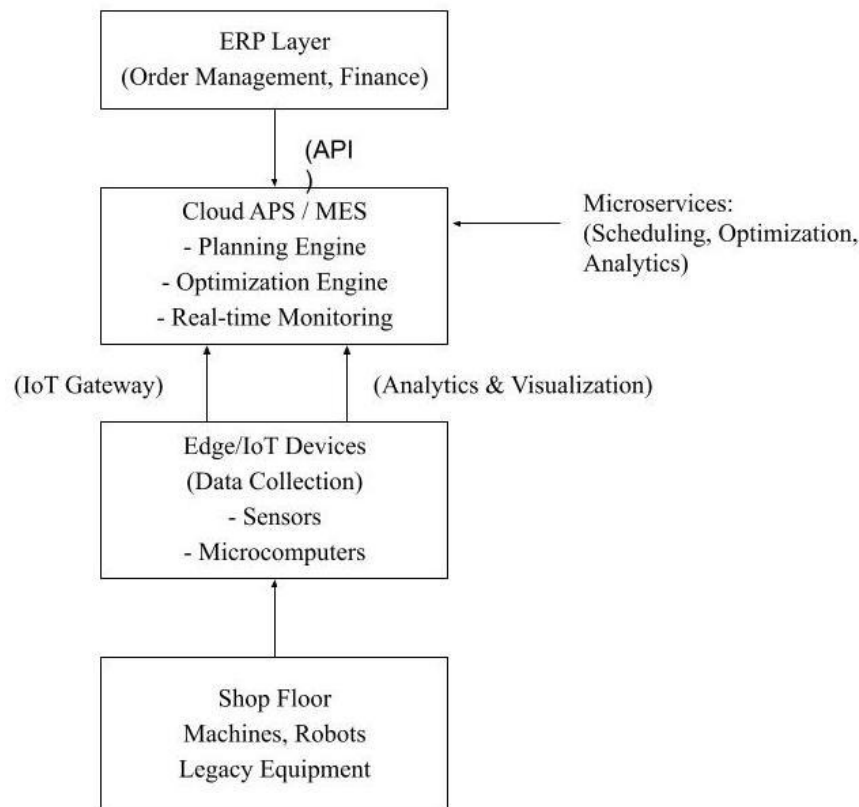 ERP Layer
(Order Management, Finance)
(API
)
Cloud APS / MES
- Planning Engine
- Optimization Engine
- Real-time Monitoring
Microservices:
(Scheduling, Optimization,
Analytics)
(IoT Gateway)
(Analytics & Visualization)
Edge/IoT Devices
(Data Collection)
- Sensors
- Microcomputers
Shop Floor
Machines, Robots
Legacy Equipment